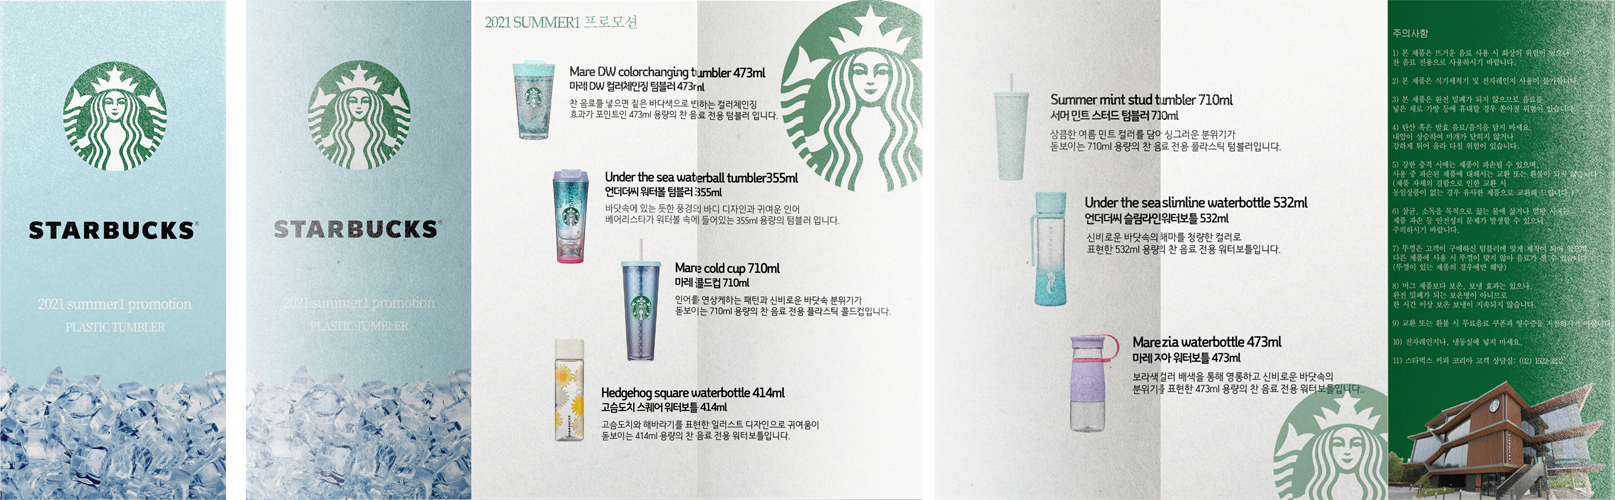 STARBUCKS®
2021 summer1 promotion
PLASTIC TUMBLER
STARBUCKS®
2021 summer1 promotion
PLASTIC TUMBLER
2021 SUMMER1 프로모션
Mare DW colorchanging tumbler 473ml
마레 DW 컬러체인징 텀블러 473ml
찬 음료를 넣으면 짙은 바다색으로 변하는 컬러체인징
효과가 포인트인 473ml 용량의 찬 음료 전용 텀블러 입니다.
Under the sea waterball tumbler355ml
언더더씨 워터볼 텀블러 355ml
바닷속에 있는 듯한 풍경의 바디 디자인과 귀여운 인어
베어리스타가 워터볼 속에 들어있는 355ml 용량의 텀블러 입니다.
Mare cold cup 710ml
마레 콜드컵 710ml
인어를 연상케하는 패턴과 신비로운 바닷속 분위기가
돋보이는 710ml 용량의 찬 음료 전용 플라스틱 콜드컵입니다.
Hedgehog square waterbottle 414ml
고슴도치 스퀘어 워터보틀 414ml
고슴도치와 해바라기를 표현한 일러스트 디자인으로 귀여움이
돋보이는 414ml 용량의 찬 음료 전용 워터보틀입니다.
Summer mint stud tumbler 710ml
서머 민트 스터드 텀블러 710ml
상큼한 여름 민트 컬러를 담아 싱그러운 분위기가
돋보이는 710ml 용량의 찬 음료 전용 플라스틱 텀블러입니다.
Under the sea slimline waterbottle 532ml
언더더씨 슬림라인워터보틀 532ml
신비로운 바닷속의 해마를 청량한 컬러로
표현한 532ml 용량의 찬 음료 전용 워터보틀입니다.
Mare zia waterbottle 473ml
마레 지아 워터보틀 473ml
보라색컬러 배색을 통해 영롱하고 신비로운 바닷속의
분위기를 표현한 473ml 용량의 찬 음료 전용 워터보틀입니다.
주의사항
1) 본 제품은 뜨거운 음료 사용 시 화상의 위험이 있으니
찬 음료 전용으로 사용하시기 바랍니다.
2) 본 제품은 식기세척기 및 전자레인지 사용이 불가합니다.
3) 본 제품은 완전 밀폐가 되지 않으므로 음료를
넣은 채로 가방 등에 휴대할 경우 쏟아질 위험이 있습니다.
4) 탄산 혹은 발효 음료/음식을 담지 마세요.
내압이 상승하여 마개가 닫히지 않거나
강하게 튀어 올라 다칠 위험이 있습니다.
5) 강한 충격 시에는 제품이 파손될 수 있으며,
사용 중 파손된 제품에 대해서는 교환 또는 환불이 되지 않습니다.
(제품 자체의 결함으로 인한 교환 시
동일상품이 없는 경우 유사한 제품으로 교환해 드립니다.)
6) 살균, 소독을 목적으로 끓는 물에 삶거나 열탕 시에는
제품 파손 등 안전성의 문제가 발생할 수 있으니
주의하시기 바랍니다.
7) 뚜껑은 고객이 구매하신 텀블러에 맞게 제작이 되어 있으며
다른 제품에 사용 시 뚜껑이 맞지 않아 음료가 샐 수 있습니다.
(뚜껑이 있는 제품의 경우에만 해당)
8) 머그 제품보다 보온, 보냉 효과는 있으나,
완전 밀폐가 되는 보온병이 아니므로
한 시간 이상 보온 보냉이 지속되지 않습니다.
9) 교환 또는 환불 시 무료음료 쿠폰과 영수증을
10) 전자레인지나, 냉동실에 넣지 마세요.
11) 스타벅스 커피 코리아 고객 상담실: (02) 1522-3232